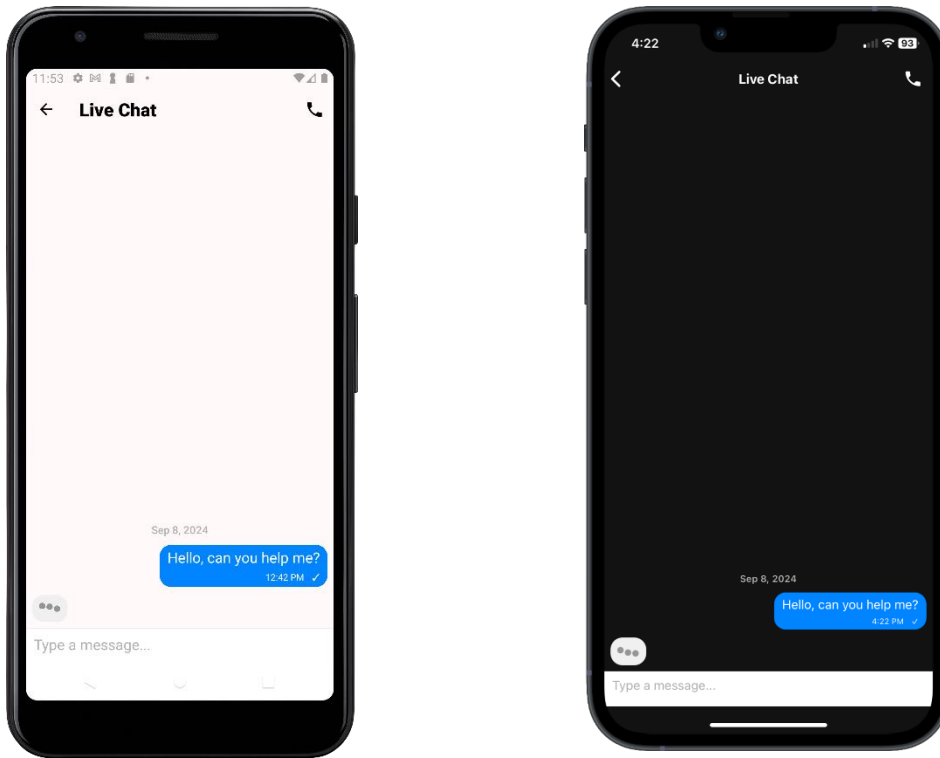 11:53
Live Chat
Sep 8, 2024
Hello, can you help me?
12:42 PM ✓
Type a message...
4:22
93
Live Chat
Sep 8, 2024
Hello, can you help me?
4:22 PM ✓
Type a message...